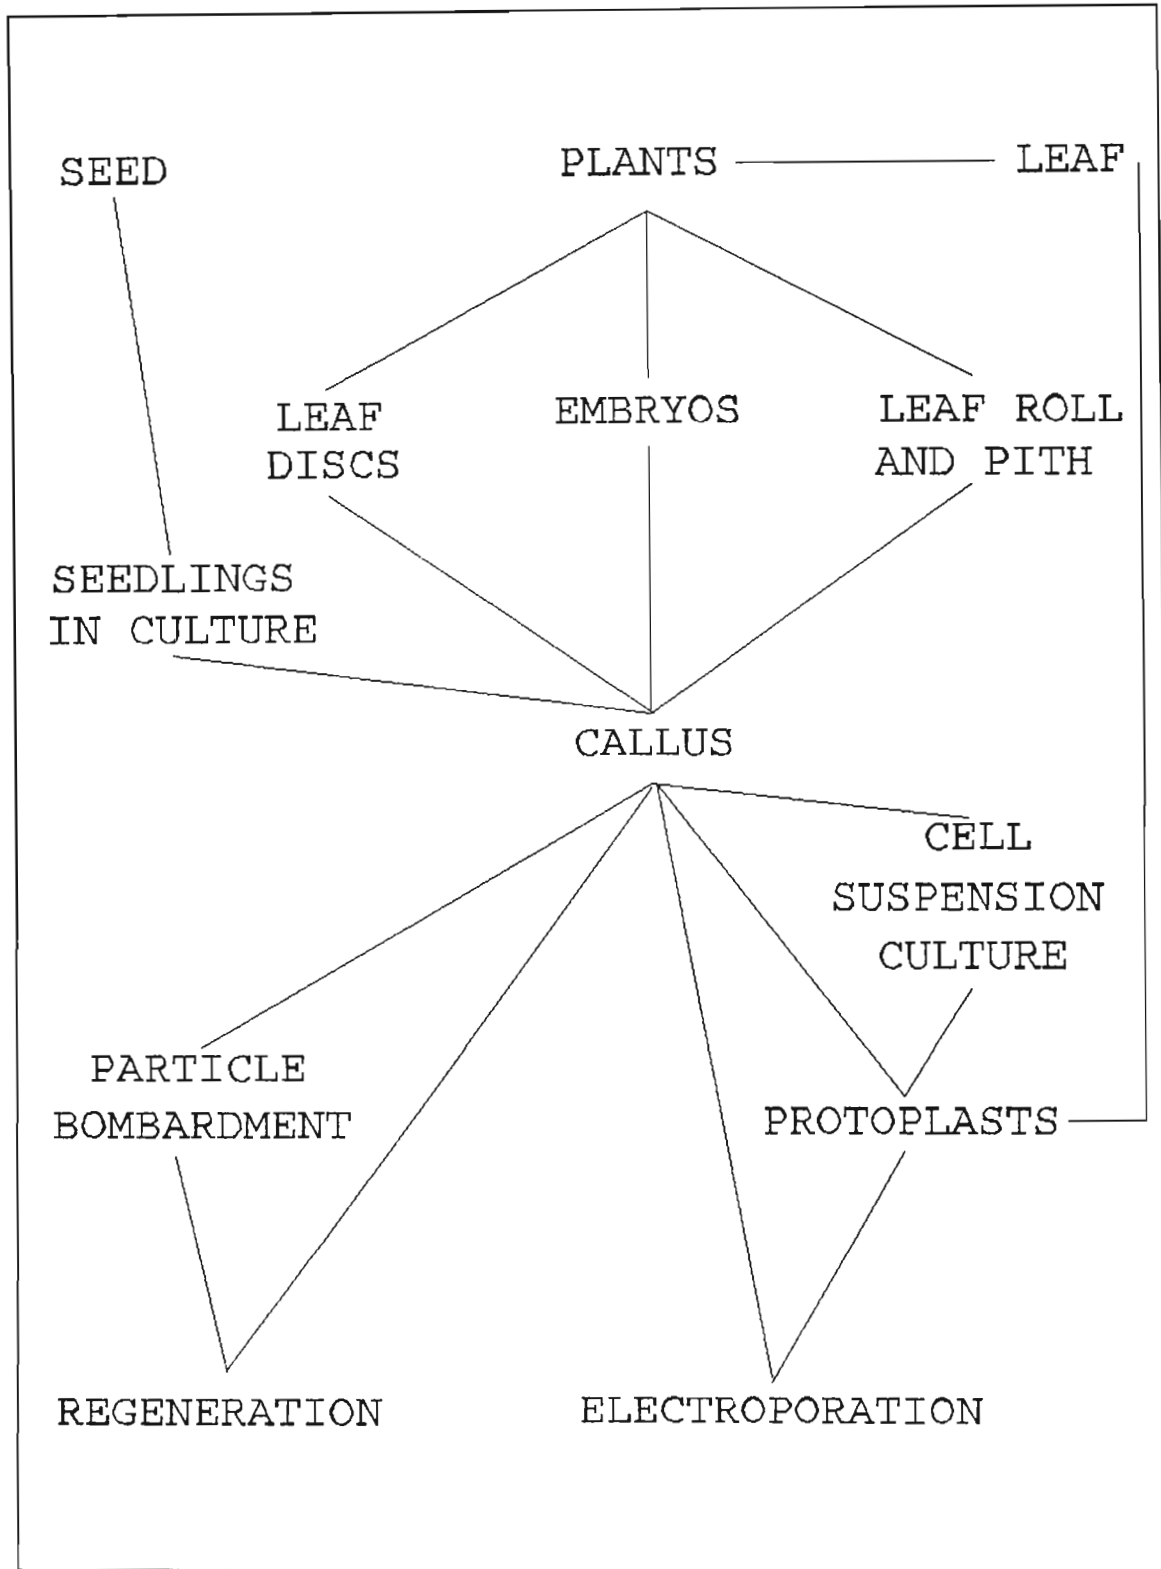 SEED
PLANTS
LEAF
LEAF
DISCS
EMBRYOS
LEAF ROLL
AND PITH
SEEDLINGS
IN CULTURE
CALLUS
CELL
SUSPENSION
CULTURE
PARTICLE
BOMBARDMENT
PROTOPLASTS
REGENERATION
ELECTROPORATION